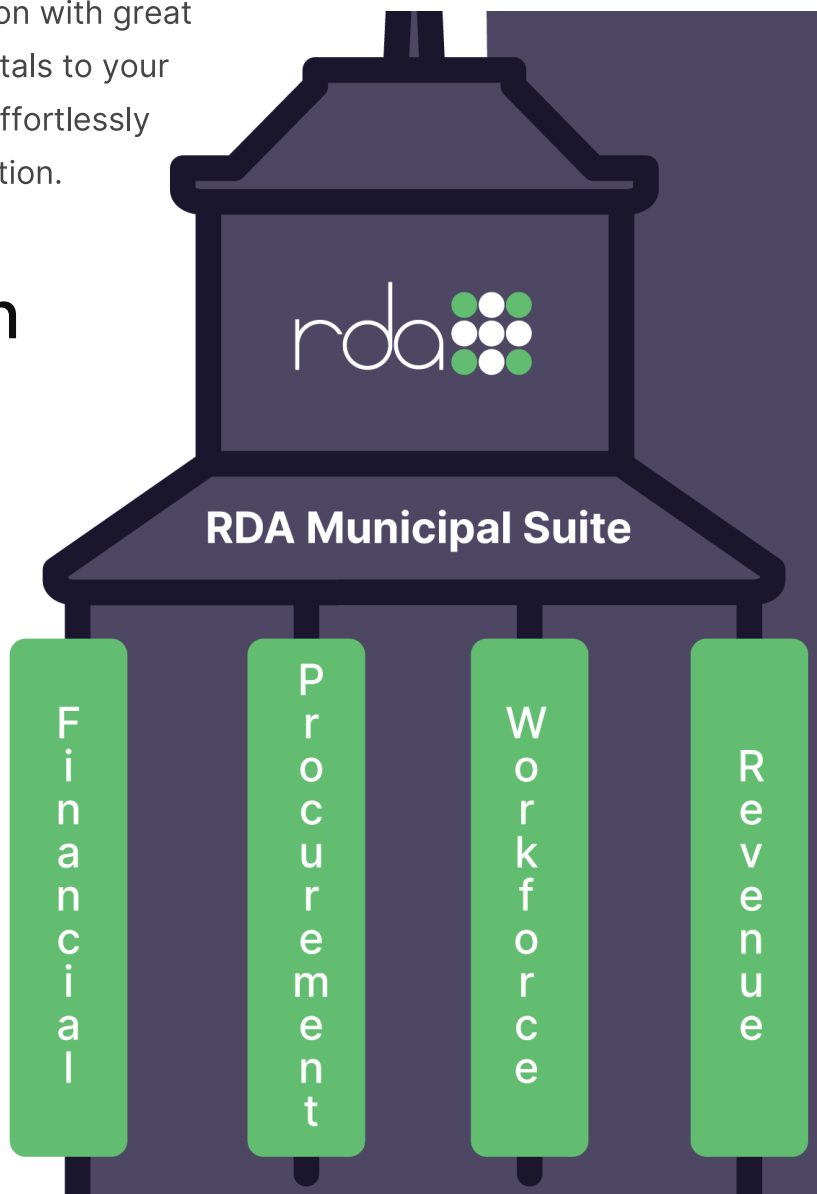 on with great
tals to your
ffortlessly
tion.
n
rda
RDA Municipal Suite
Financial
Procurement
Workforce
Revenue